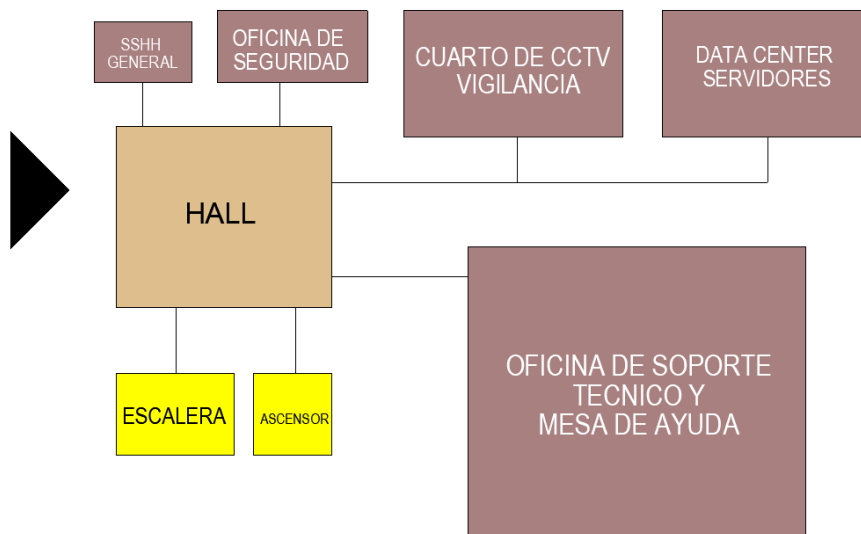 SSHH
GENERAL
OFICINA DE
SEGURIDAD
CUARTO DE CCTV
VIGILANCIA
DATA CENTER
SERVIDORES
HALL
OFICINA DE SOPORTE
TECNICO Y
MESA DE AYUDA
ESCALERA
ASCENSOR